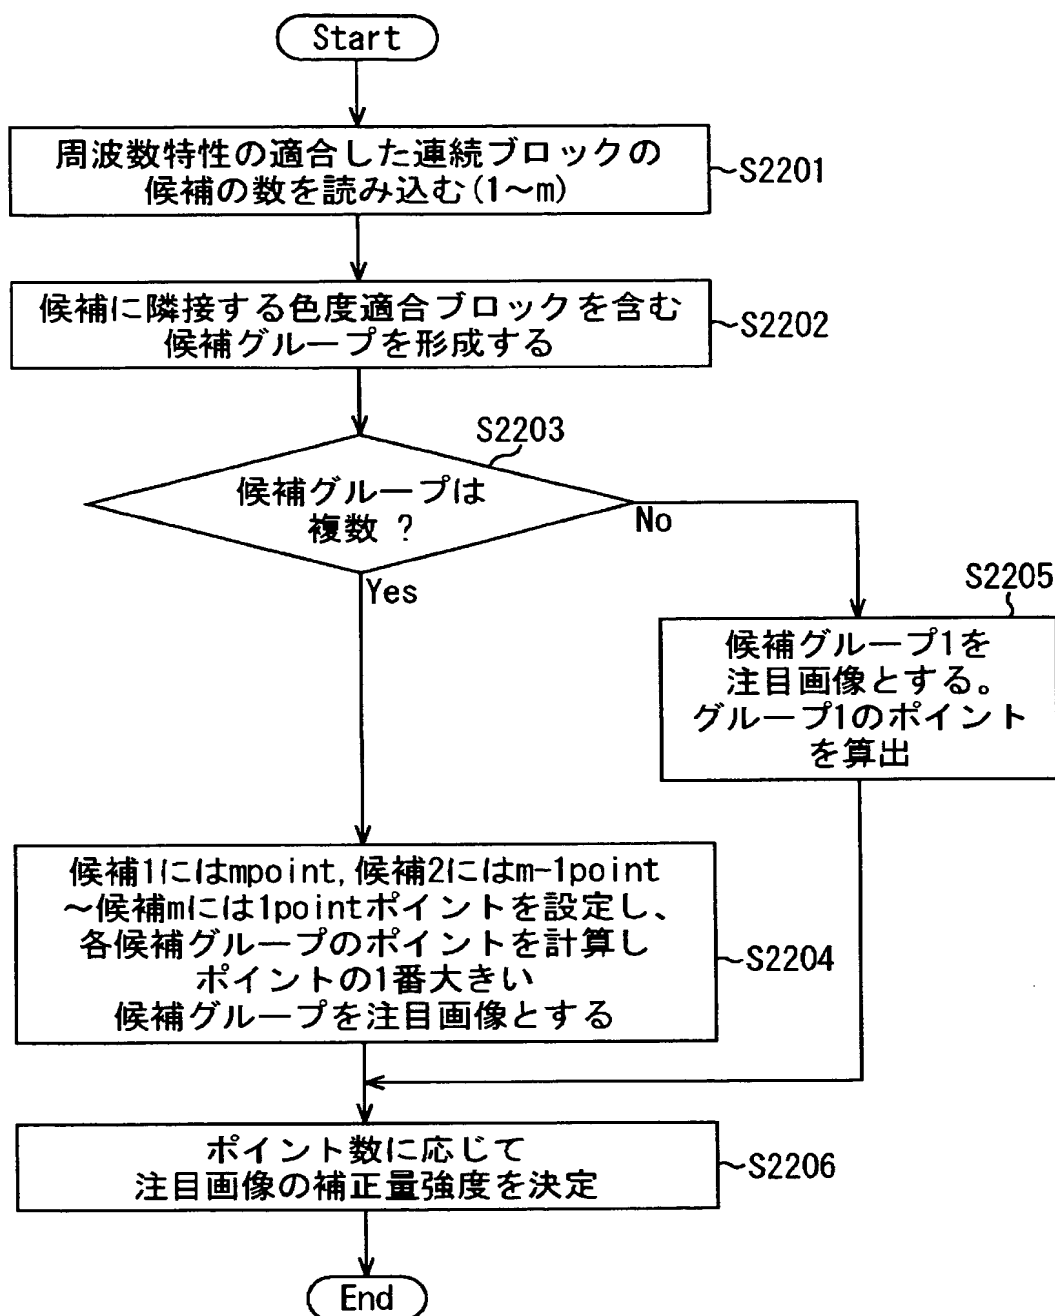 Start
周波数特性の適合した連続ブロックの
候補の数を読み込む(1～m)
S2201
候補に隣接する色度適合ブロックを含む
候補グループを形成する
S2202
S2203
候補グループは
複数 ?
No
Yes
S2205
候補グループ1を
注目画像とする。
グループ1のポイント
を算出
候補1にはmpoint,候補2にはm-1point
～候補mには1pointポイントを設定し、
各候補グループのポイントを計算し
ポイントの1番大きい
候補グループを注目画像とする
S2204
ポイント数に応じて
注目画像の補正量強度を決定
S2206
End